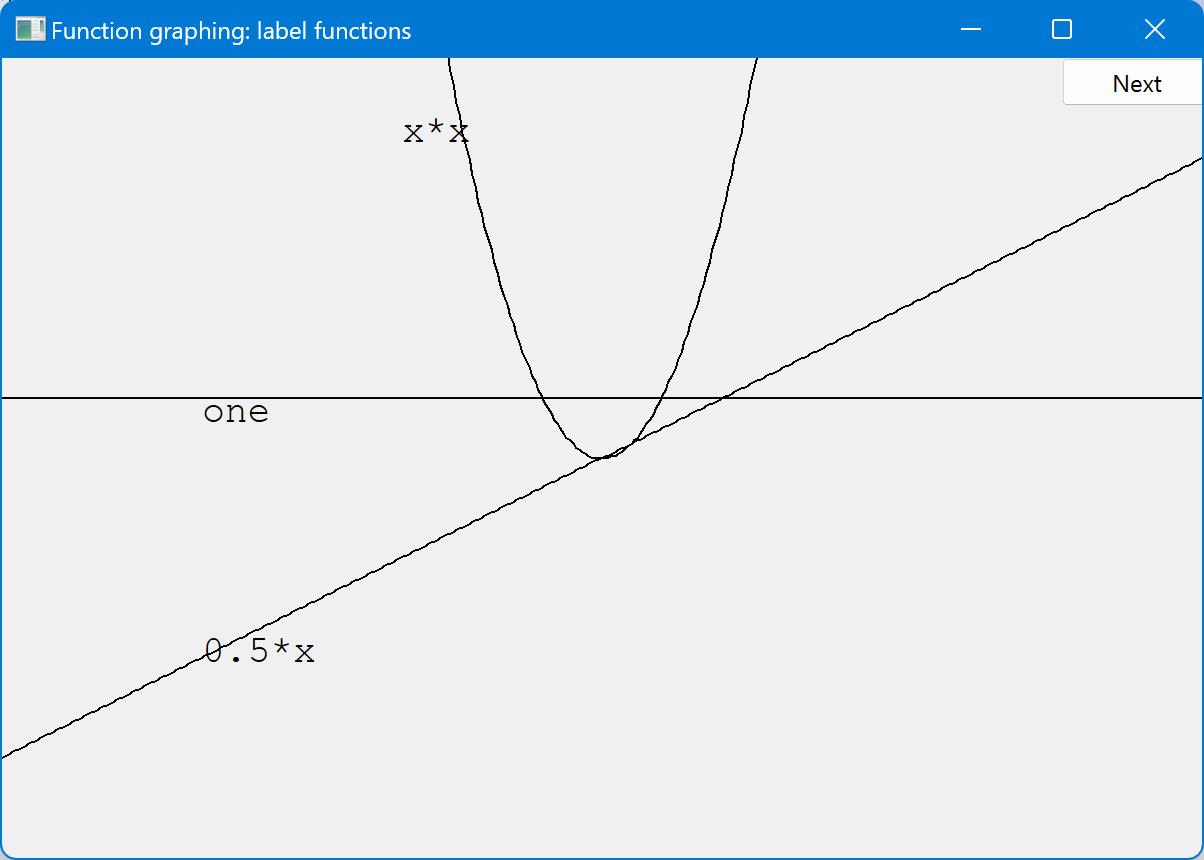 Function graphing: label functions
Next
x*x
one
0.5*x